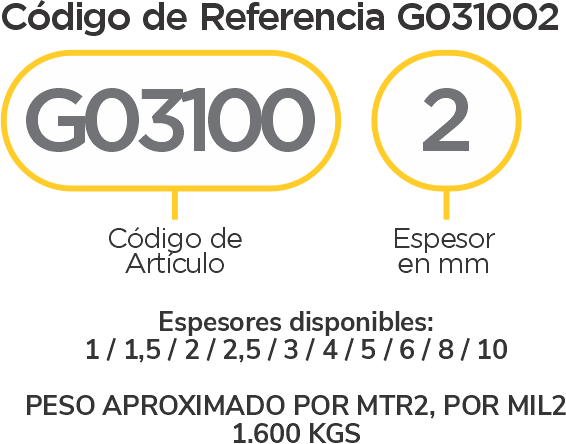 Código de Referencia G031002
G03100 2
Código de Artículo
Espesor en mm
Espesores disponibles:
1 / 1,5 / 2 / 2,5 / 3 / 4 / 5 / 6 / 8 / 10
PESO APROXIMADO POR MTR2, POR MIL2
1.600 KGS